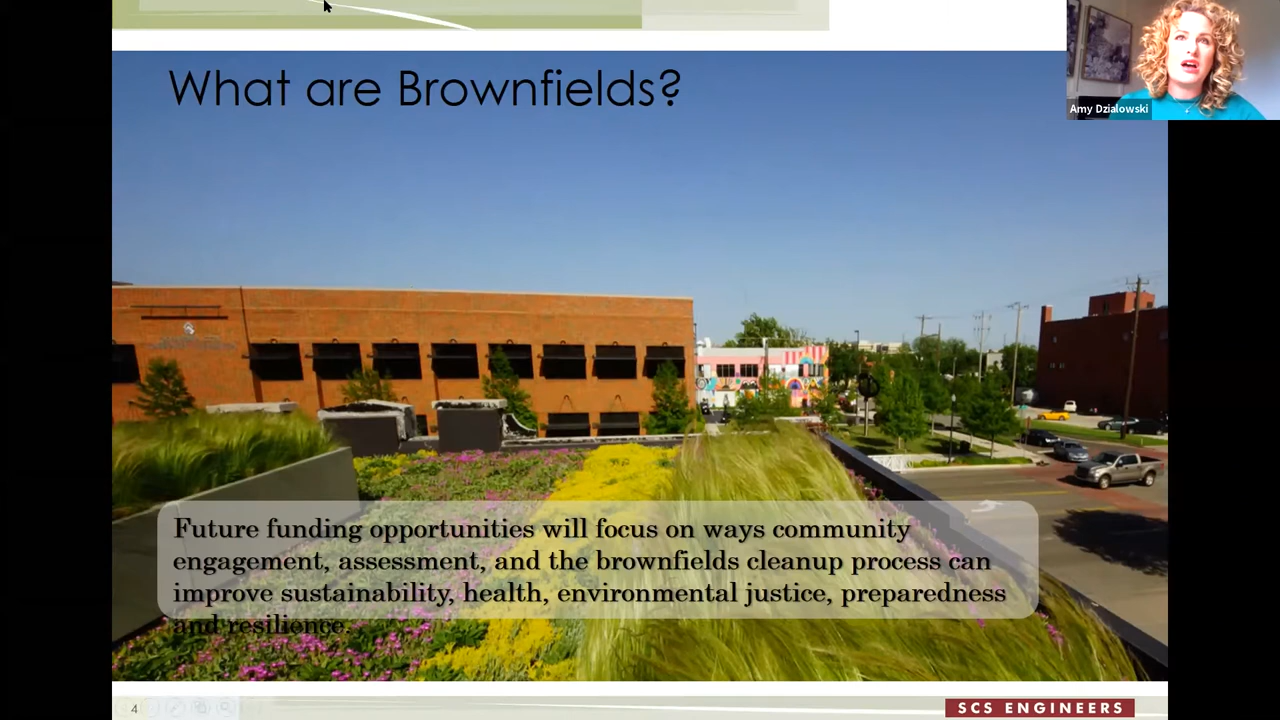 What are Brownfields?
Amy Dzialowski
Future funding opportunities will focus on ways community
engagement, assessment, and the brownfields cleanup process can
improve sustainability, health, environmental justice, preparedness
and resilience.
4
SCS ENGINEERS